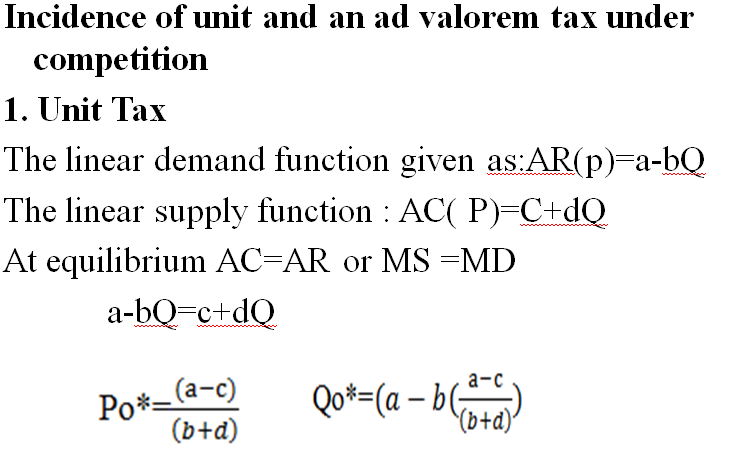 Incidence of unit and an ad valorem tax under
competition
1. Unit Tax
The linear demand function given as:AR(p)=a-bQ
The linear supply function : AC( P)=C+dQ
At equilibrium AC=AR or MS =MD
a-bQ=c+dQ
Po*=(a-c)/(b+d) Qo*=(a-b(a-c/(b+d))